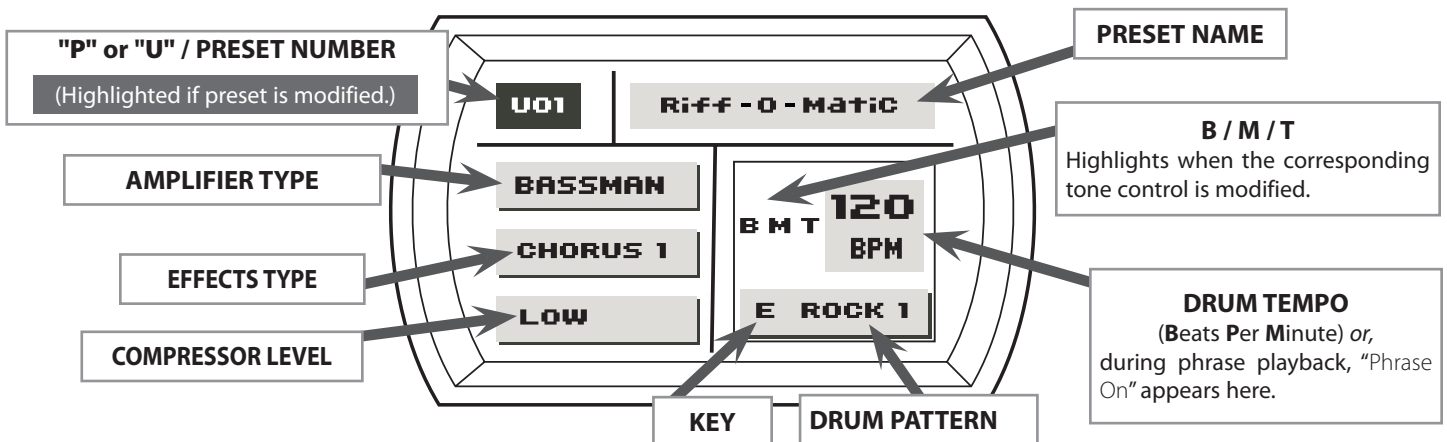 "P" or "U" / PRESET NUMBER
(Highlighted if preset is modified.)
PRESET NAME
U01
Riff-O-MatiC
B / M / T
Highlights when the corresponding
tone control is modified.
AMPLIFIER TYPE
BASSMAN
B M T
120
BPM
EFFECTS TYPE
CHORUS 1
DRUM TEMPO
(Beats Per Minute) or,
during phrase playback, "Phrase
On" appears here.
COMPRESSOR LEVEL
LOW
E ROCK 1
KEY
DRUM PATTERN